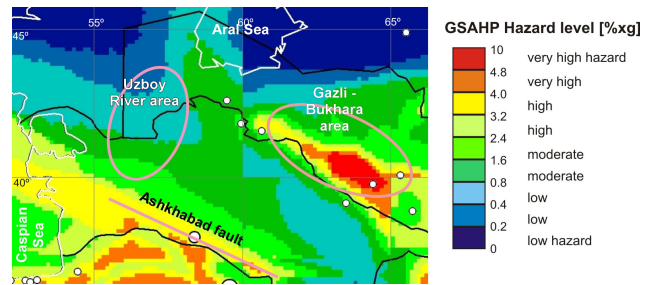 55°
60°
65°
45°
Aral Sea
Uzboy
River area
Gazli -
Bukhara
area
40°
Ashkhabad fault
Caspian
Sea
GSAHP Hazard level [%xg]
10
very high hazard
4.8
very high
4.0
high
3.2
high
2.4
moderate
1.6
moderate
0.8
low
0.4
low
0.2
low hazard
0